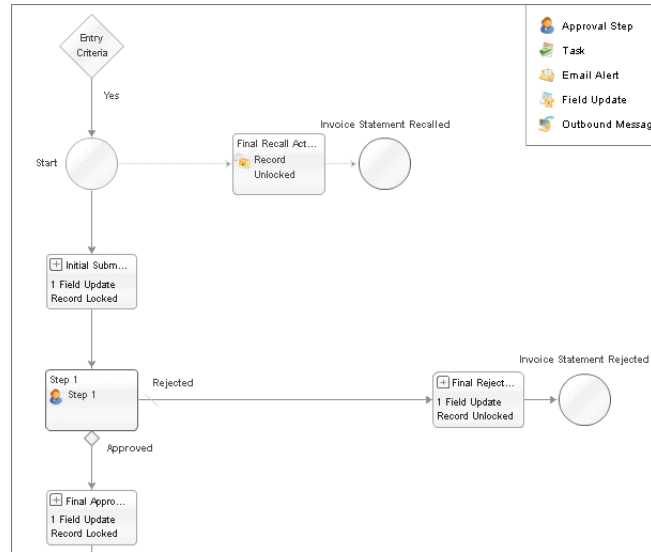 Entry
Criteria
Approval Step
Task
Email Alert
Field Update
Outbound Messag
Yes
Invoice Statement Recalled
Start
Final Recall Act...
Record
Unlocked
Initial Subm...
1 Field Update
Record Locked
Invoice Statement Rejected
Step 1
Step 1
Rejected
Final Reject...
1 Field Update
Record Unlocked
Approved
Final Appro...
1 Field Update
Record Locked